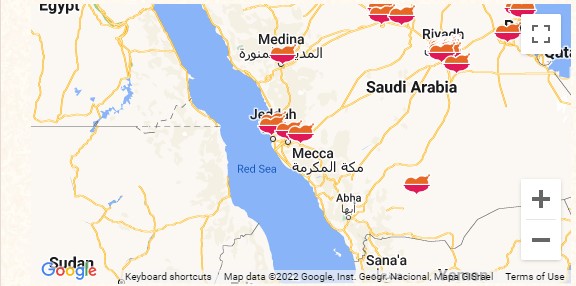 Egypt
Medina
المدينة المنورة
Riyadh
Saudi Arabia
Jeddah
Mecca
مكة المكرمة
Red Sea
Abha
أبها
Sana'a
Sudan
Google
Keyboard shortcuts
Map data ©2022 Google, Inst. Geogr. Nacional, Mapa GISrael
Terms of Use